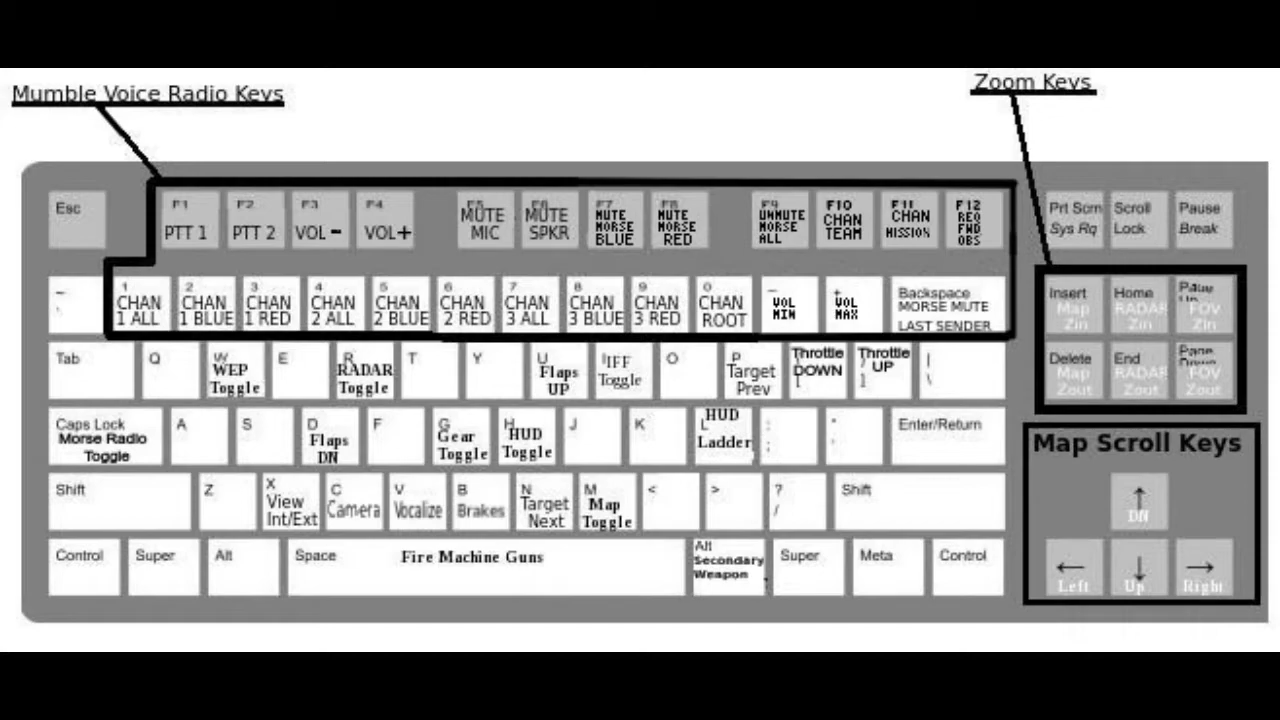 Mumble Voice Radio Keys
Zoom Keys
Esc
F1
PTT 1
F2
PTT 2
F3
VOL-
F4
VOL+
F5
MUTE
MIC
F6
MUTE
SPKR
F7
MUTE
MORSE
BLUE
F8
MUTE
MORSE
RED
F9
UNMUTE
MORSE
ALL
F10
CHAN
TEAM
F11
CHAN
MISSION
F12
REQ
FWD
OBS
Prt Scrn
Sys Rq
Scroll
Lock
Pause
Break
~
`
1
CHAN
1 ALL
2
CHAN
1 BLUE
3
CHAN
1 RED
4
CHAN
2 ALL
5
CHAN
2 BLUE
6
CHAN
2 RED
7
CHAN
3 ALL
8
CHAN
3 BLUE
9
CHAN
3 RED
0
CHAN
ROOT
-
VOL
MIN
+
VOL
MAX
Backspace
MORSE MUTE
LAST SENDER
Insert
Map
Zin
Home
RADAR
Zin
Page
Up
FOV
Zin
Tab
Q
W
WEP
Toggle
E
R
RADAR
Toggle
T
Y
U
Flaps
UP
I
IFF
Toggle
O
P
Target
Prev
Throttle
DOWN
[
Throttle
UP
]
|
\
Delete
Map
Zout
End
RADAR
Zout
Page
Down
FOV
Zout
Caps Lock
Morse Radio
Toggle
A
S
D
Flaps
DN
F
G
Gear
Toggle
H
HUD
Toggle
J
K
L
HUD
Ladder
:
;
"
'
Enter/Return
Map Scroll Keys
Shift
Z
X
View
Int/Ext
C
Camera
V
Vocalize
B
Brakes
N
Target
Next
M
Map
Toggle
<
>
?
/
Shift
↑
DN
Control
Super
Alt
Space
Fire Machine Guns
Alt
Secondary
Weapon
Super
Meta
Control
←
Left
↓
Up
→
Right